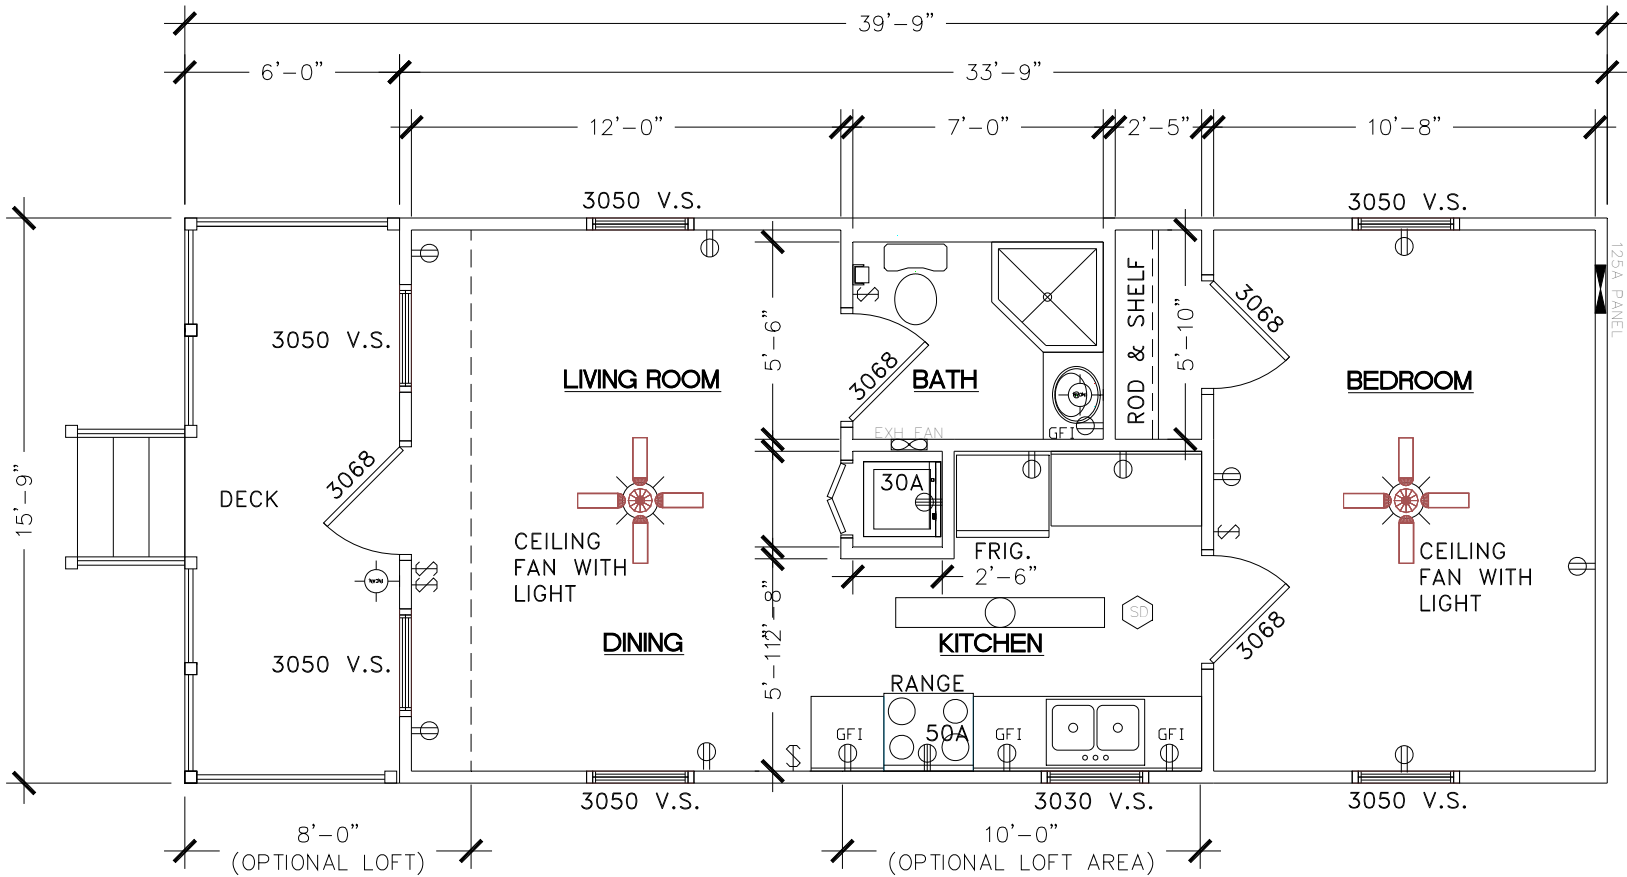 39'-9"
6'-0"
33'-9"
12'-0"
7'-0"
2'-5"
10'-8"
3050 V.S.
3050 V.S.
125A PANEL
3050 V.S.
5'-6"
3068
BATH
ROD & SHELF
5'-10"
3068
LIVING ROOM
BEDROOM
GFI
EXH FAN
15'-9"
DECK
3068
30A
CEILING
FAN WITH
LIGHT
FRIG.
2'-6"
CEILING
FAN WITH
LIGHT
SD
3050 V.S.
DINING
KITCHEN
3068
5'-11
RANGE
GFI
50A
GFI
GFI
3050 V.S.
3030 V.S.
3050 V.S.
8'-0"
(OPTIONAL LOFT)
10'-0"
(OPTIONAL LOFT AREA)